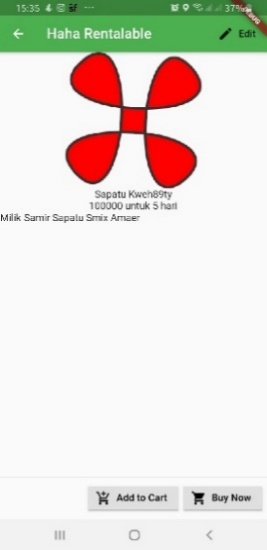 15:35
37%
Haha Rentalable
Edit
Sapatu Kweh89ty
100000 untuk 5 hari
Milik Samir Sapatu Smix Amaer
Add to Cart
Buy Now